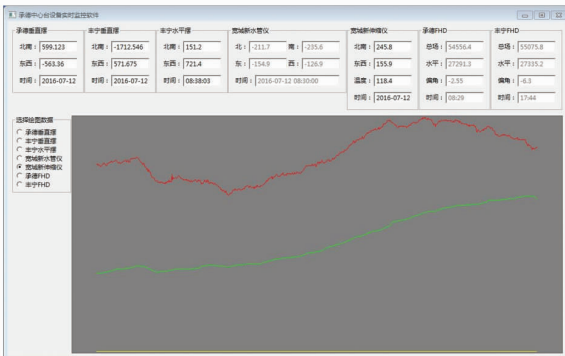 承德中心台设备实时监控软件
承德垂直摆
北南： 599.123
东西： -563.36
时间： 2016-07-12
丰宁垂直摆
北南： -1712.546
东西： 571.675
时间： 2016-07-12
丰宁水平摆
北南： 151.2
东西： 721.4
时间： 08:38:03
宽城新水管仪
北： -211.7 南： -235.6
东： -154.9 西： -126.9
时间： 2016-07-12 08:30:00
宽城新伸缩仪
北南： 245.8
东西： 155.9
温度： 118.4
时间： 2016-07-12
承德FHD
总场： 54556.4
水平： 27291.3
偏角： -2.55
时间： 08:29
丰宁FHD
总场： 55075.8
水平： 27335.2
偏角： -6.3
时间： 17:44
选择绘图数据
承德垂直摆
丰宁垂直摆
丰宁水平摆
宽城新水管仪
宽城新伸缩仪
承德FHD
丰宁FHD